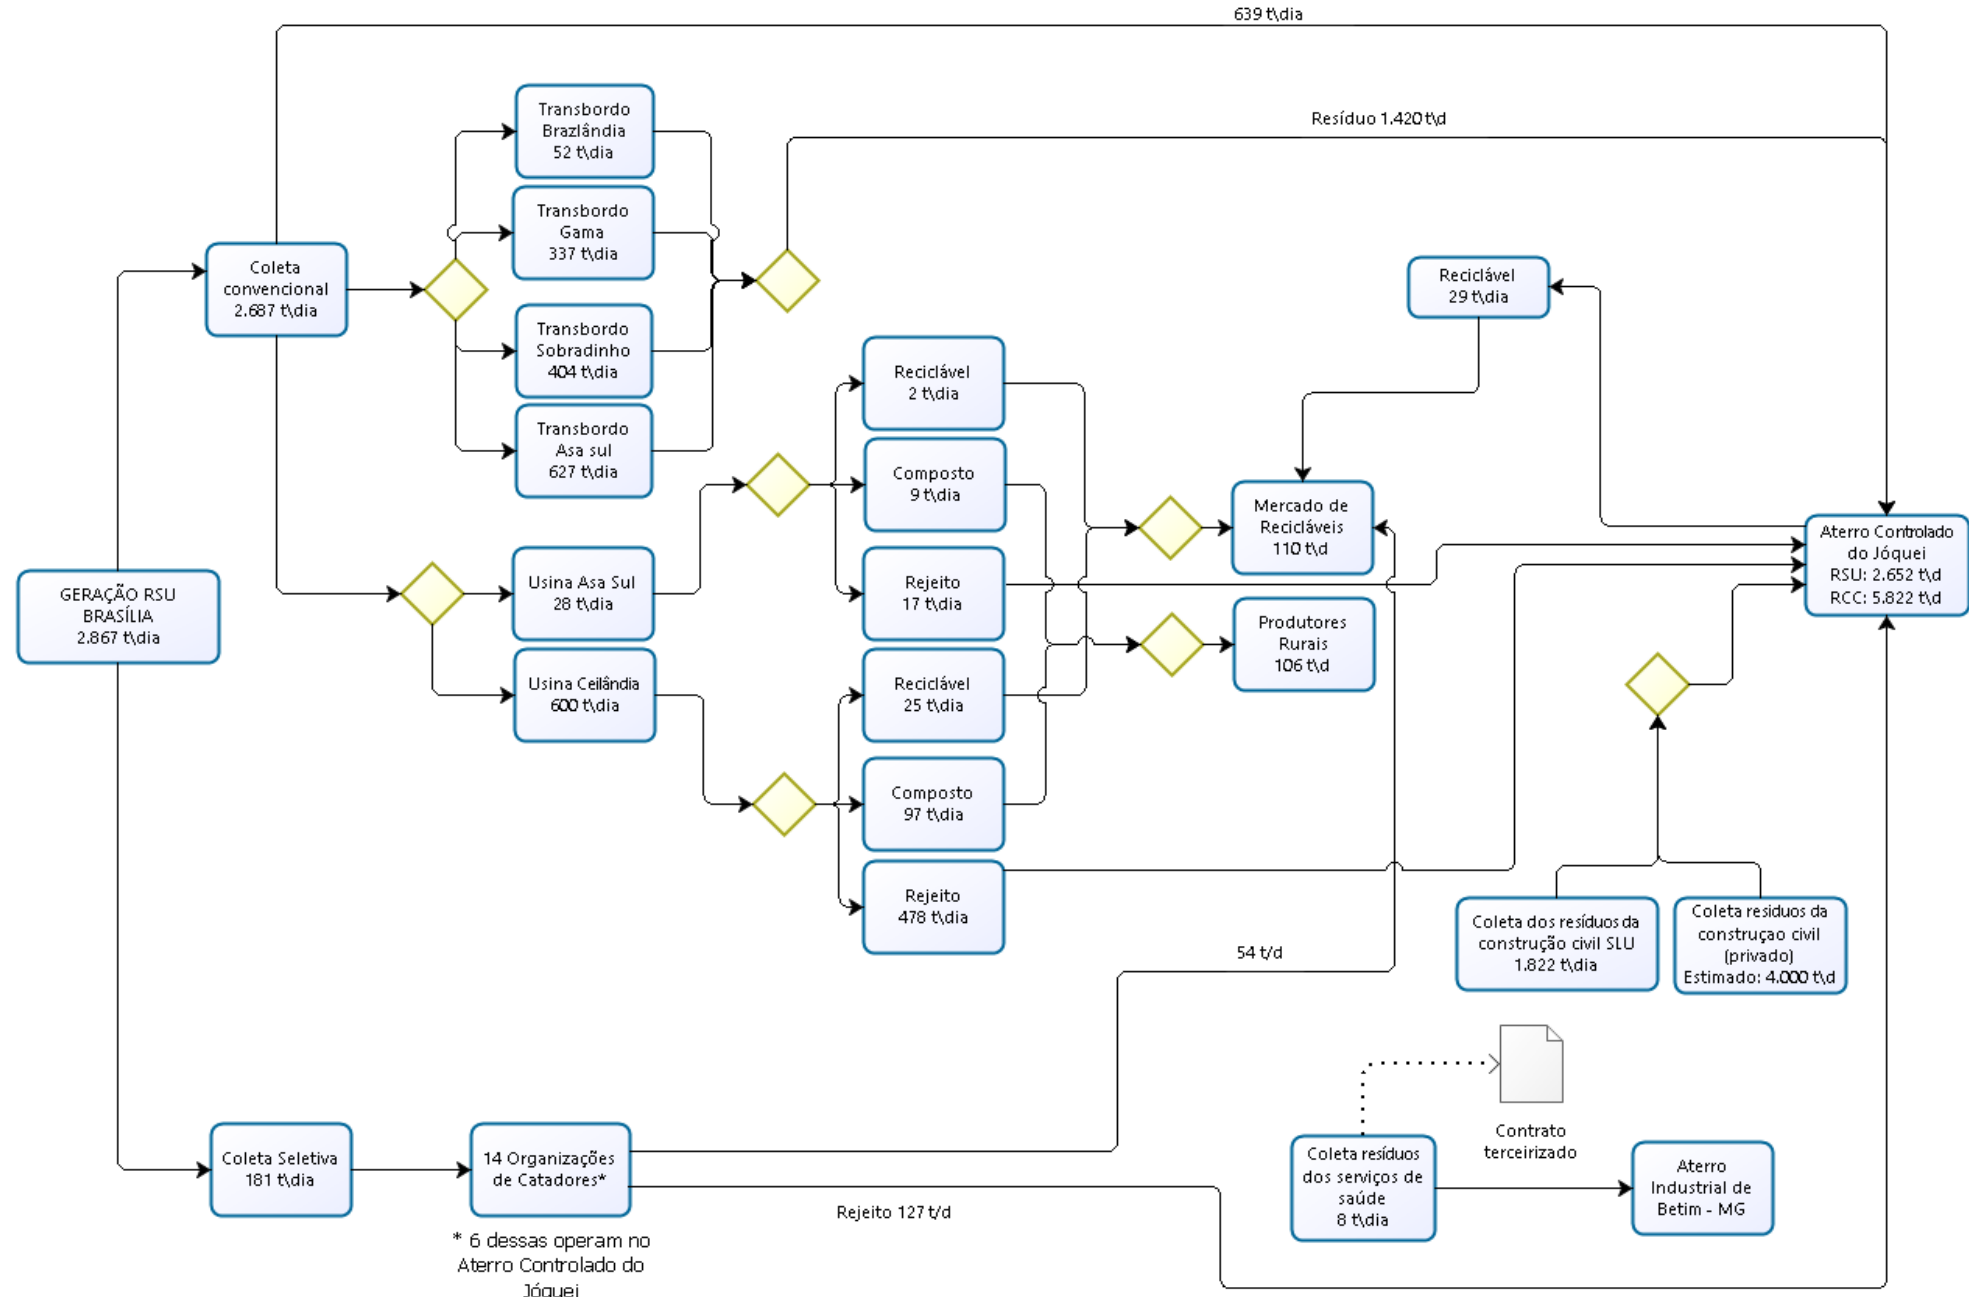 639 t\dia
Resíduo 1.420 t\d
Transbordo
Brazlândia
52 t\dia
Transbordo
Gama
337 t\dia
Transbordo
Sobradinho
404 t\dia
Transbordo
Asa sul
627 t\dia
Coleta
convencional
2.687 t\dia
GERAÇÃO RSU
BRASÍLIA
2.867 t\dia
Usina Asa Sul
28 t\dia
Usina Ceilândia
600 t\dia
Reciclável
2 t\dia
Composto
9 t\dia
Rejeito
17 t\dia
Reciclável
25 t\dia
Composto
97 t\dia
Rejeito
478 t\dia
Reciclável
29 t\dia
Mercado de
Recicláveis
110 t\d
Produtores
Rurais
106 t\d
Aterro Controlado
do Jóquei
RSU: 2.652 t\d
RCC: 5.822 t\d
Coleta dos resíduos da
construção civil SLU
1.822 t\dia
Coleta residuos da
construçao civil
(privado)
Estimado: 4.000 t\d
54 t/d
Coleta Seletiva
181 t\dia
14 Organizações
de Catadores*
* 6 dessas operam no
Aterro Controlado do
Jóquei
Rejeito 127 t/d
Contrato
terceirizado
Coleta resíduos
dos serviços de
saúde
8 t\dia
Aterro
Industrial de
Betim - MG